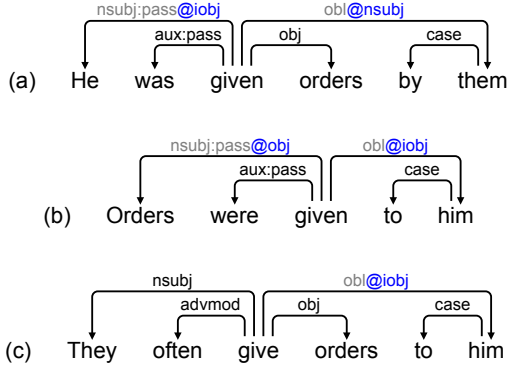 nsubj:pass@iobj obl@nsubj
aux:pass obj case
(a) He was given orders by them
nsubj:pass@obj obl@iobj
aux:pass case
(b) Orders were given to him
nsubj obl@iobj
advmod obj case
(c) They often give orders to him